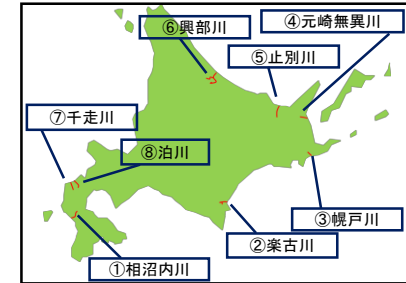 ④元崎無異川
⑥興部川
⑤止別川
⑦千走川
⑧泊川
③幌戸川
②楽古川
①相沼内川